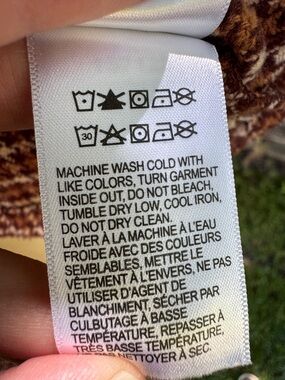 30
MACHINE WASH COLD WITH
LIKE COLORS, TURN GARMENT
INSIDE OUT, DO NOT BLEACH,
TUMBLE DRY LOW, COOL IRON,
DO NOT DRY CLEAN.
LAVER À LA MACHINE À L'EAU
FROIDE AVEC DES COULEURS
SEMBLABLES, METTRE LE
VÊTEMENT À L'ENVERS, NE PAS
UTILISER D'AGENT DE
BLANCHIMENT, SÉCHER PAR
CULBUTAGE À BASSE
TEMPÉRATURE, REPASSER À
TRÈS BASSE TEMPÉRATURE,
PAS NETTOYER À SEC.